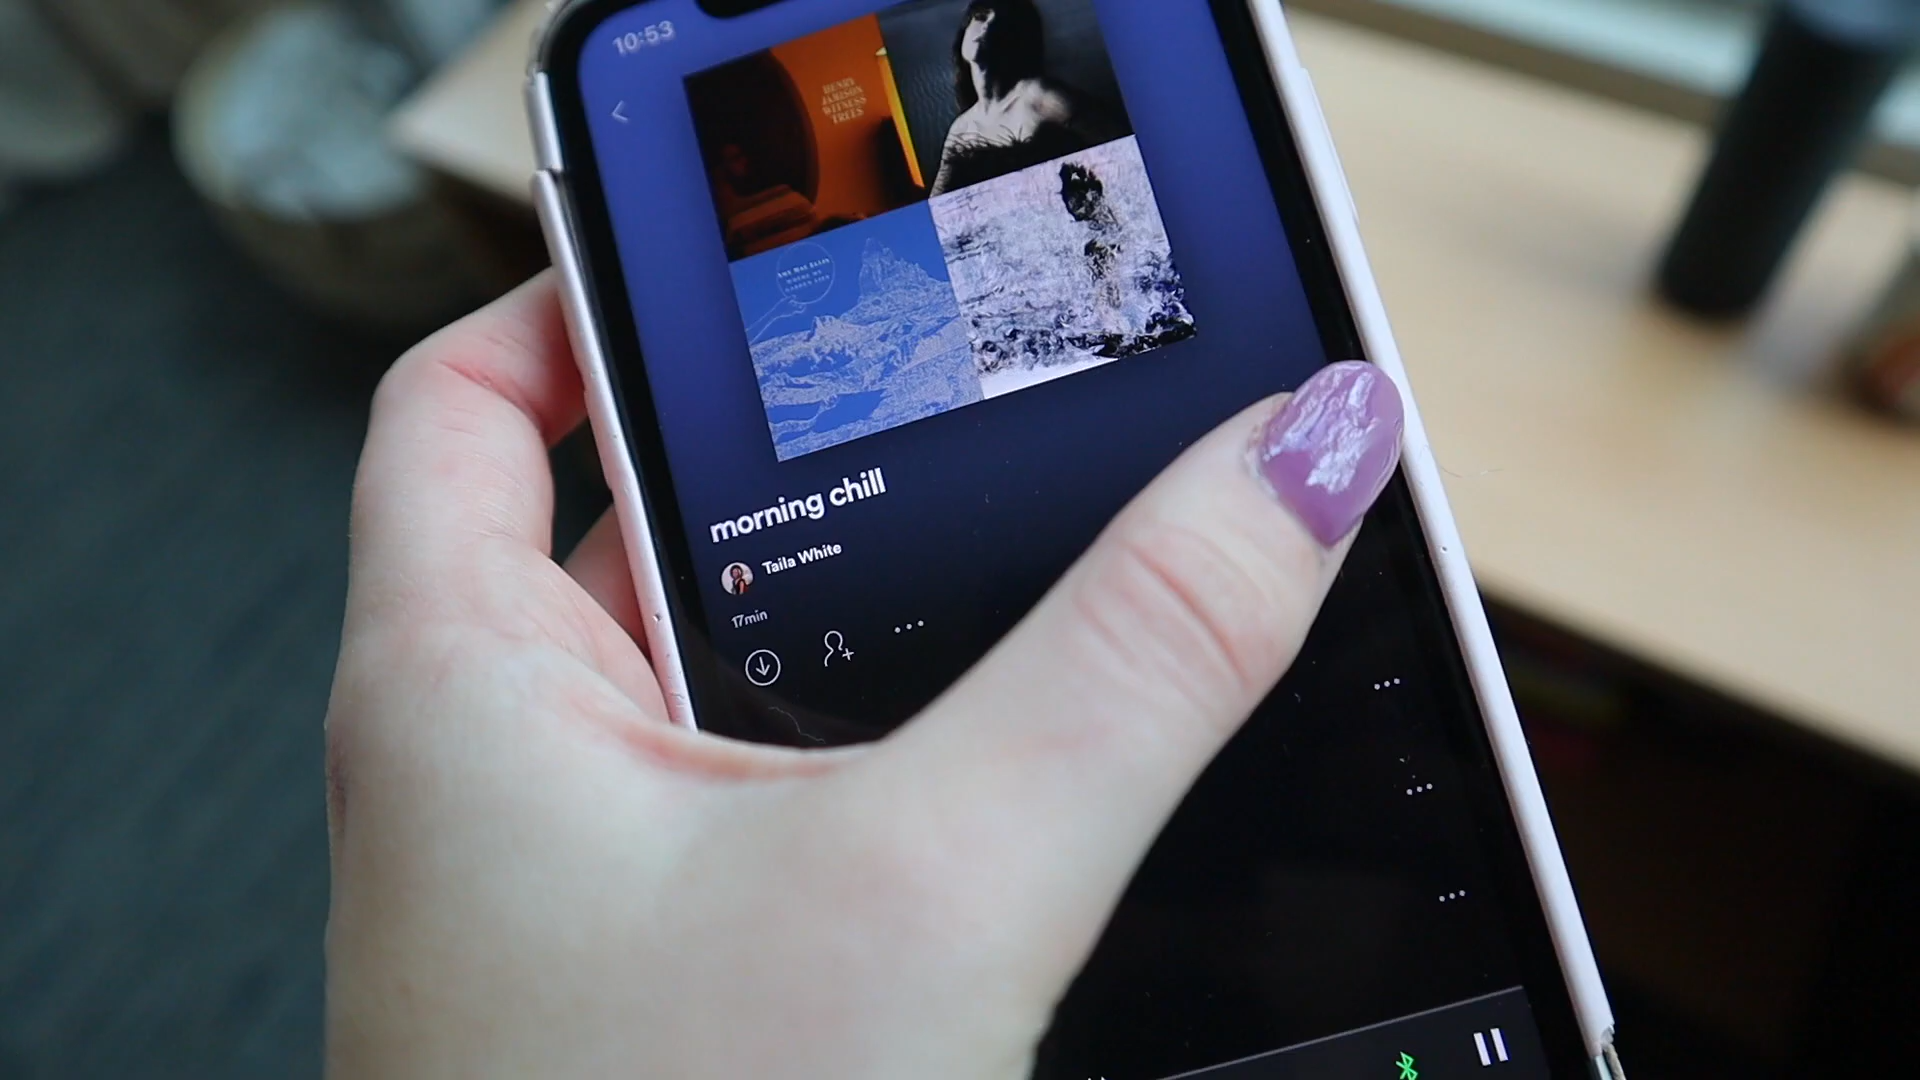 10:53
HENRY
JAMISON
WITNESS
TREES
morning chill
Taila White
17min